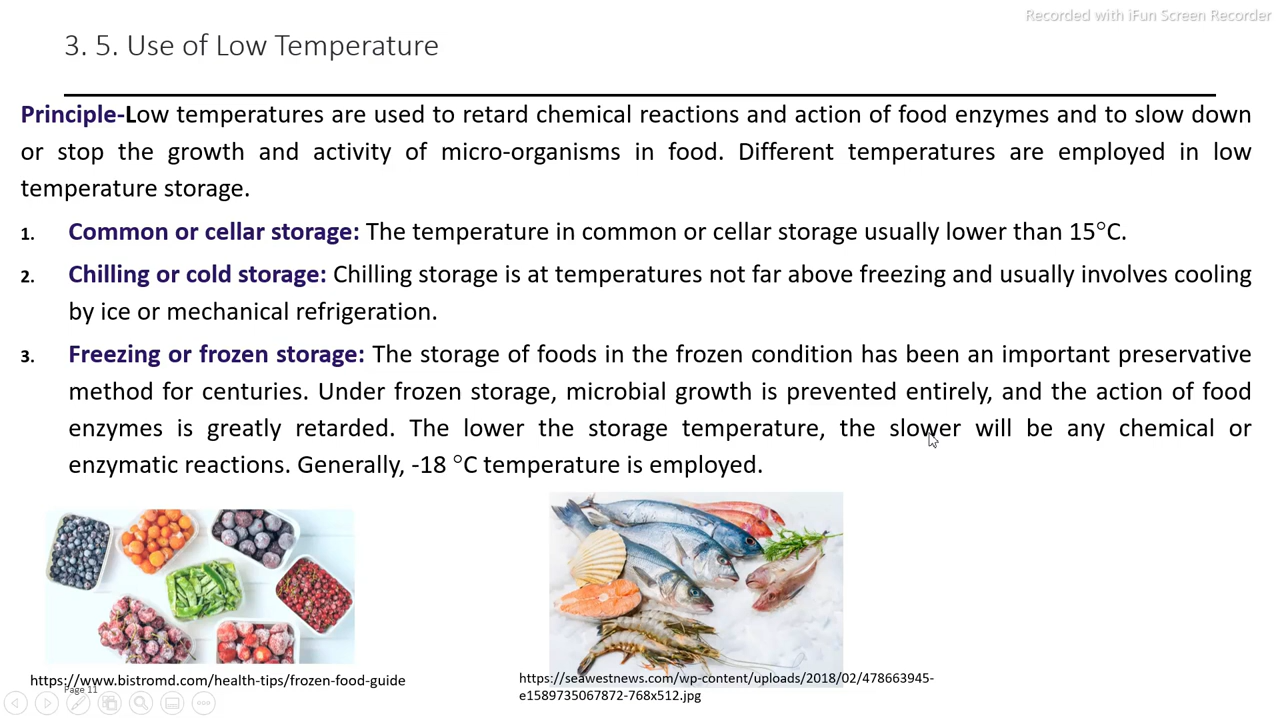 Recorded with iFun Screen Recorder
3. 5. Use of Low Temperature
Principle-Low temperatures are used to retard chemical reactions and action of food enzymes and to slow down
or stop the growth and activity of micro-organisms in food. Different temperatures are employed in low
temperature storage.
1. Common or cellar storage: The temperature in common or cellar storage usually lower than 15°C.
2. Chilling or cold storage: Chilling storage is at temperatures not far above freezing and usually involves cooling
by ice or mechanical refrigeration.
3. Freezing or frozen storage: The storage of foods in the frozen condition has been an important preservative
method for centuries. Under frozen storage, microbial growth is prevented entirely, and the action of food
enzymes is greatly retarded. The lower the storage temperature, the slower will be any chemical or
enzymatic reactions. Generally, -18 °C temperature is employed.
https://www.bistromd.com/health-tips/frozen-food-guide
https://seawestnews.com/wp-content/uploads/2018/02/478663945-
e1589735067872-768x512.jpg
Page 11